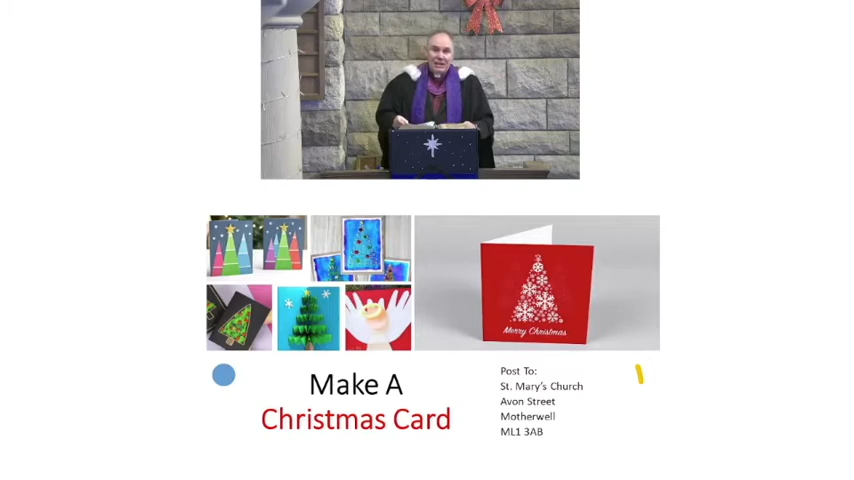 Merry Christmas
Make A
Christmas Card
Post To:
St. Mary's Church
Avon Street
Motherwell
ML1 3AB